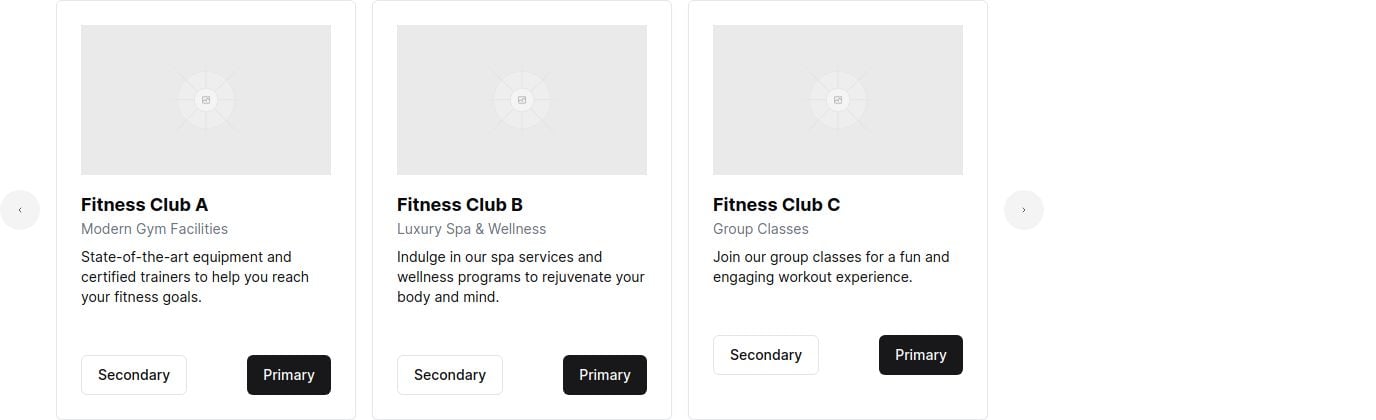 Fitness Club A
Modern Gym Facilities
State-of-the-art equipment and
certified trainers to help you reach
your fitness goals.
Secondary
Primary
Fitness Club B
Luxury Spa & Wellness
Indulge in our spa services and
wellness programs to rejuvenate your
body and mind.
Secondary
Primary
Fitness Club C
Group Classes
Join our group classes for a fun and
engaging workout experience.
Secondary
Primary